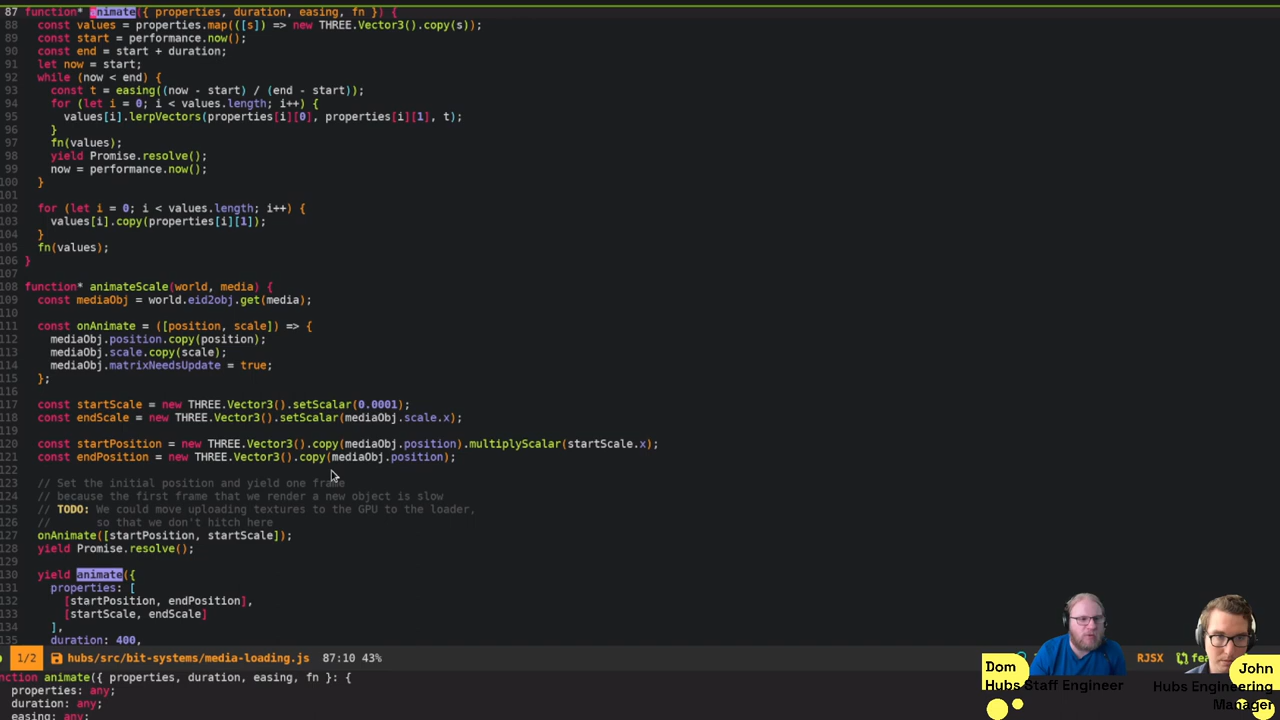 87 function* animate({ properties, duration, easing, fn }) {
88 const values = properties.map(([s]) => new THREE.Vector3().copy(s));
89 const start = performance.now();
90 const end = start + duration;
91 let now = start;
92 while (now < end) {
93 const t = easing((now - start) / (end - start));
94 for (let i = 0; i < values.length; i++) {
95 values[i].lerpVectors(properties[i][0], properties[i][1], t);
96 }
97 fn(values);
98 yield Promise.resolve();
99 now = performance.now();
100 }
101
102 for (let i = 0; i < values.length; i++) {
103 values[i].copy(properties[i][1]);
104 }
105 fn(values);
106 }
107
108 function* animateScale(world, media) {
109 const mediaObj = world.eid2obj.get(media);
110
111 const onAnimate = ([position, scale]) => {
112 mediaObj.position.copy(position);
113 mediaObj.scale.copy(scale);
114 mediaObj.matrixNeedsUpdate = true;
115 };
116
117 const startScale = new THREE.Vector3().setScalar(0.0001);
118 const endScale = new THREE.Vector3().setScalar(mediaObj.scale.x);
119
120 const startPosition = new THREE.Vector3().copy(mediaObj.position).multiplyScalar(startScale.x);
121 const endPosition = new THREE.Vector3().copy(mediaObj.position);
122
123 // Set the initial position and yield one frame
124 // because the first frame that we render a new object is slow
125 // TODO: We could move uploading textures to the GPU to the loader,
126 // so that we don't hitch here
127 onAnimate([startPosition, startScale]);
128 yield Promise.resolve();
129
130 yield animate({
131 properties: [
132 [startPosition, endPosition],
133 [startScale, endScale]
134 ],
135 duration: 400,
1/2 hubs/src/bit-systems/media-loading.js 87:10 43% RJSX
nction animate({ properties, duration, easing, fn }: {
properties: any;
duration: any;
easing: any;
Dom
Hubs Staff Engineer
John
Hubs Engineering
Manager